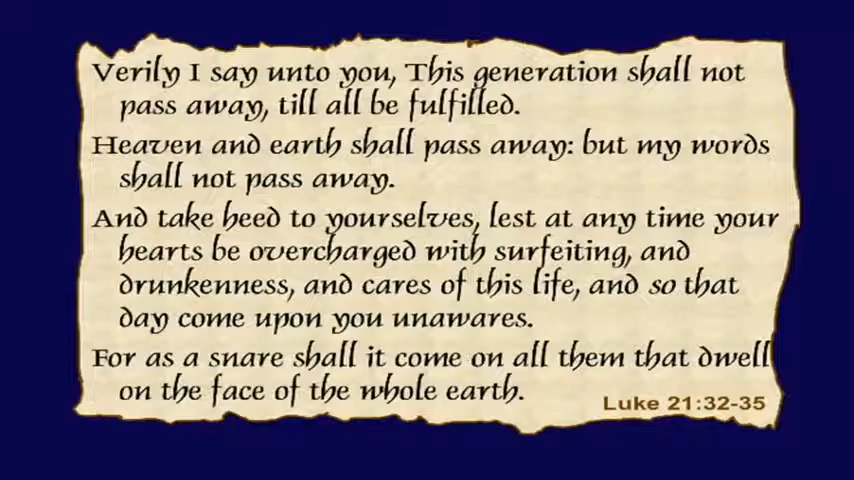 Verily I say unto you, This generation shall not
pass away, till all be fulfilled.
Heaven and earth shall pass away: but my words
shall not pass away.
And take heed to yourselves, lest at any time your
hearts be overcharged with surfeiting, and
drunkenness, and cares of this life, and so that
day come upon you unawares.
For as a snare shall it come on all them that dwell
on the face of the whole earth.
Luke 21:32-35